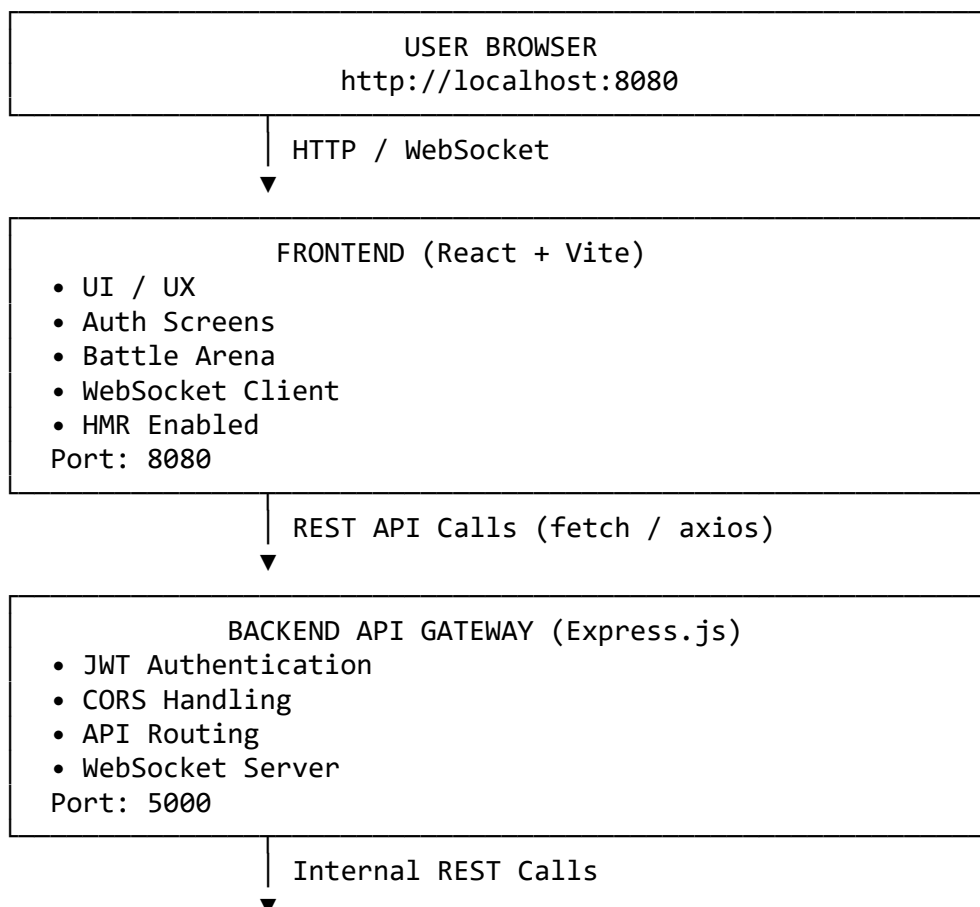 USER BROWSER
http://localhost:8080
HTTP / WebSocket
FRONTEND (React + Vite)
• UI / UX
• Auth Screens
• Battle Arena
• WebSocket Client
• HMR Enabled
Port: 8080
REST API Calls (fetch / axios)
BACKEND API GATEWAY (Express.js)
• JWT Authentication
• CORS Handling
• API Routing
• WebSocket Server
Port: 5000
Internal REST Calls